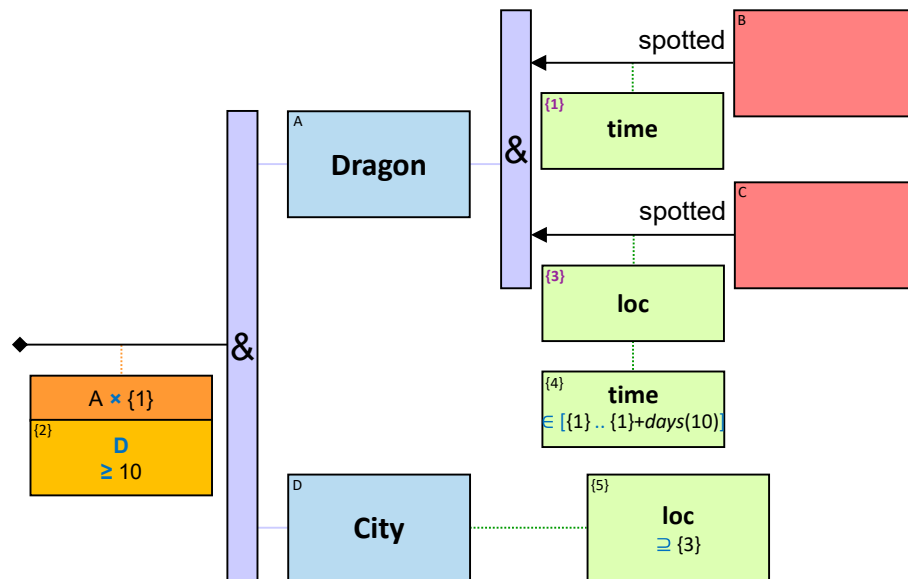 B
spotted
{1}
time
A
Dragon
&
C
spotted
{3}
loc
&
A × {1}
{2}
D
≥ 10
{4}
time
∈ [{1} .. {1}+days(10)]
D
City
{5}
loc
⊇ {3}